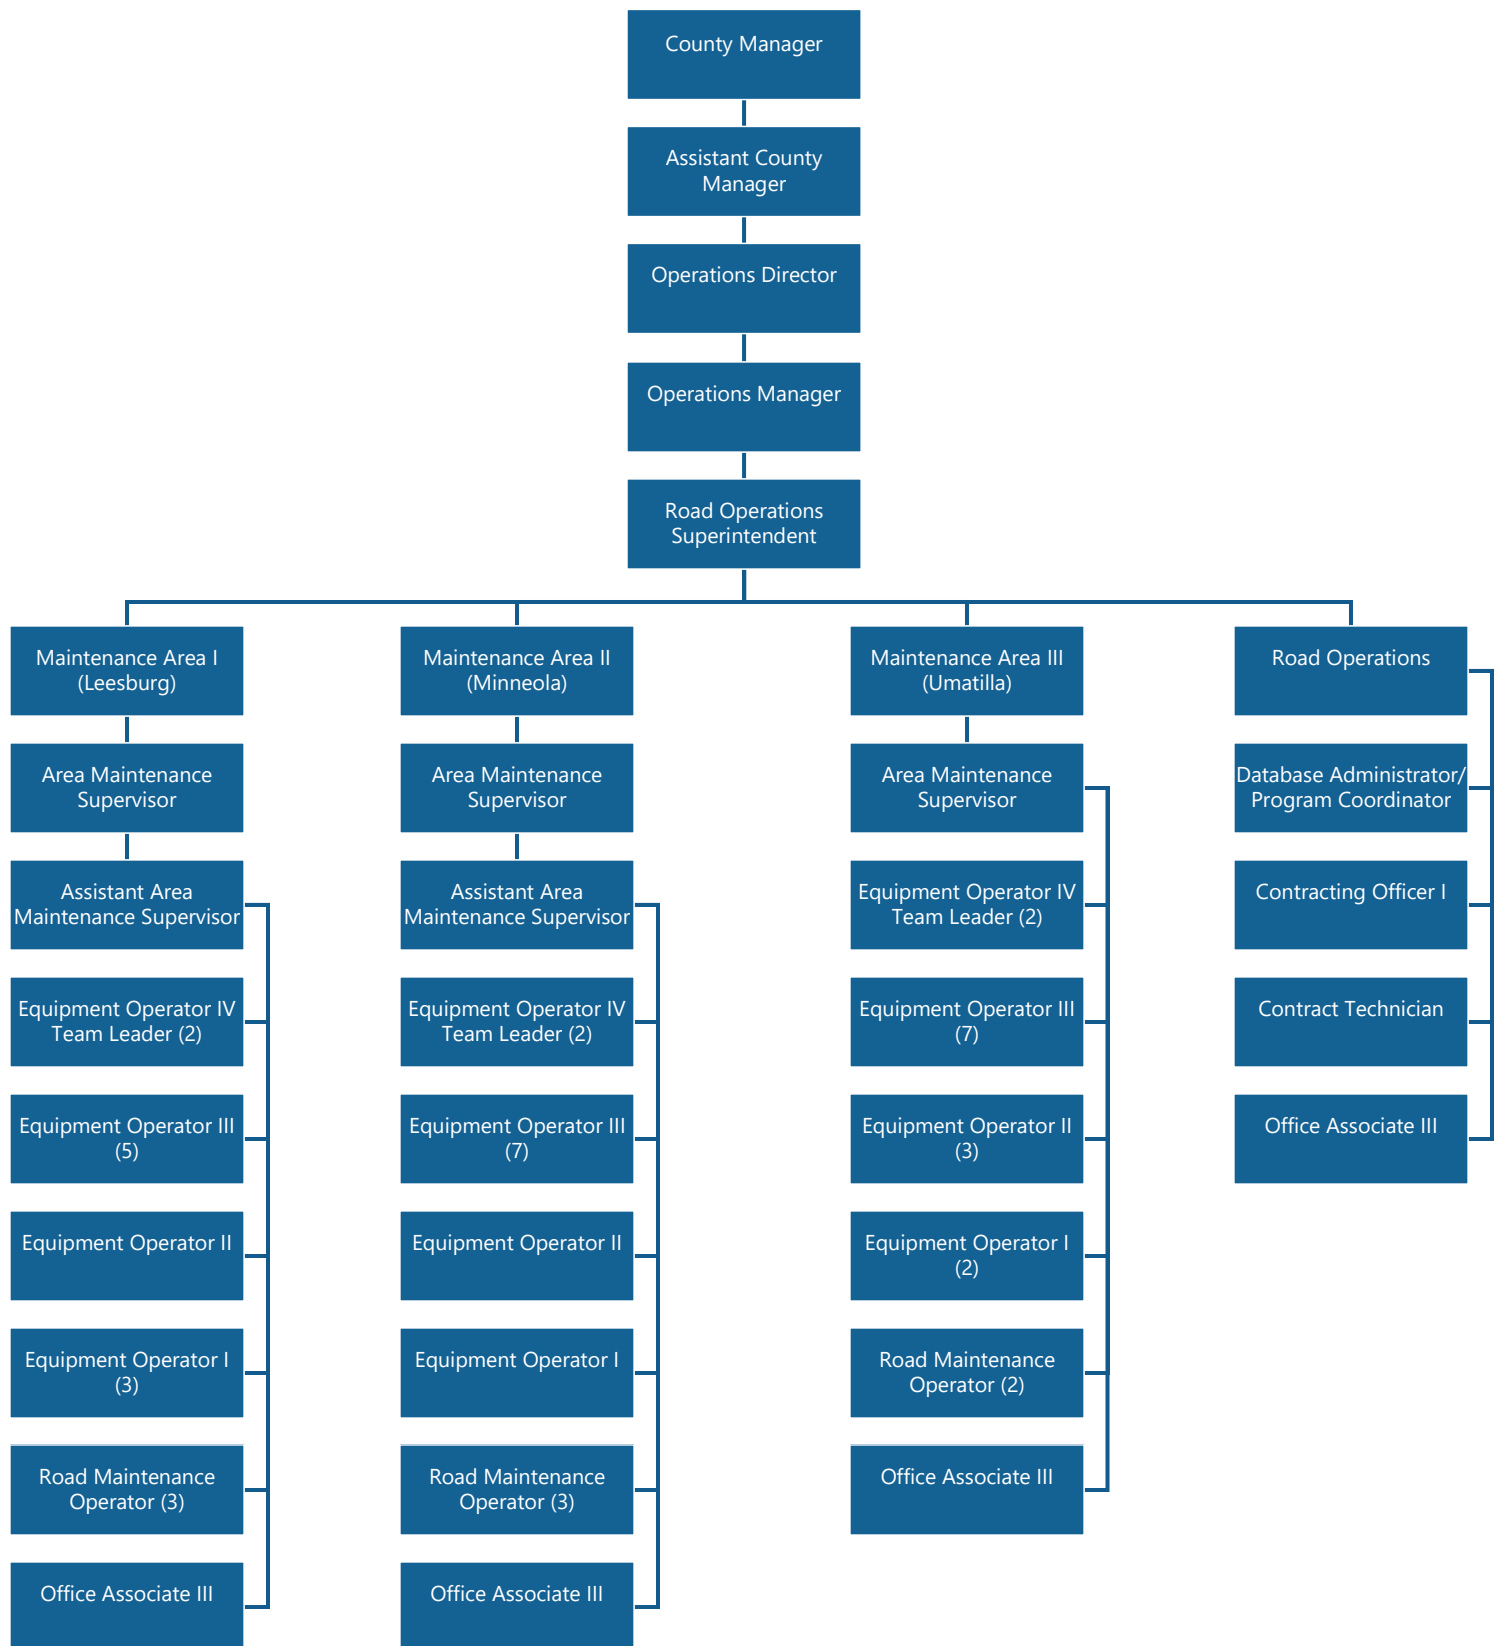 County Manager
Assistant County
Manager
Operations Director
Operations Manager
Road Operations
Superintendent
Maintenance Area I
(Leesburg)
Area Maintenance
Supervisor
Assistant Area
Maintenance Supervisor
Equipment Operator IV
Team Leader (2)
Equipment Operator III
(5)
Equipment Operator II
Equipment Operator I
(3)
Road Maintenance
Operator (3)
Office Associate III
Maintenance Area II
(Minneola)
Area Maintenance
Supervisor
Assistant Area
Maintenance Supervisor
Equipment Operator IV
Team Leader (2)
Equipment Operator III
(7)
Equipment Operator II
Equipment Operator I
Road Maintenance
Operator (3)
Office Associate III
Maintenance Area III
(Umatilla)
Area Maintenance
Supervisor
Equipment Operator IV
Team Leader (2)
Equipment Operator III
(7)
Equipment Operator II
(3)
Equipment Operator I
(2)
Road Maintenance
Operator (2)
Office Associate III
Road Operations
Database Administrator/
Program Coordinator
Contracting Officer I
Contract Technician
Office Associate III